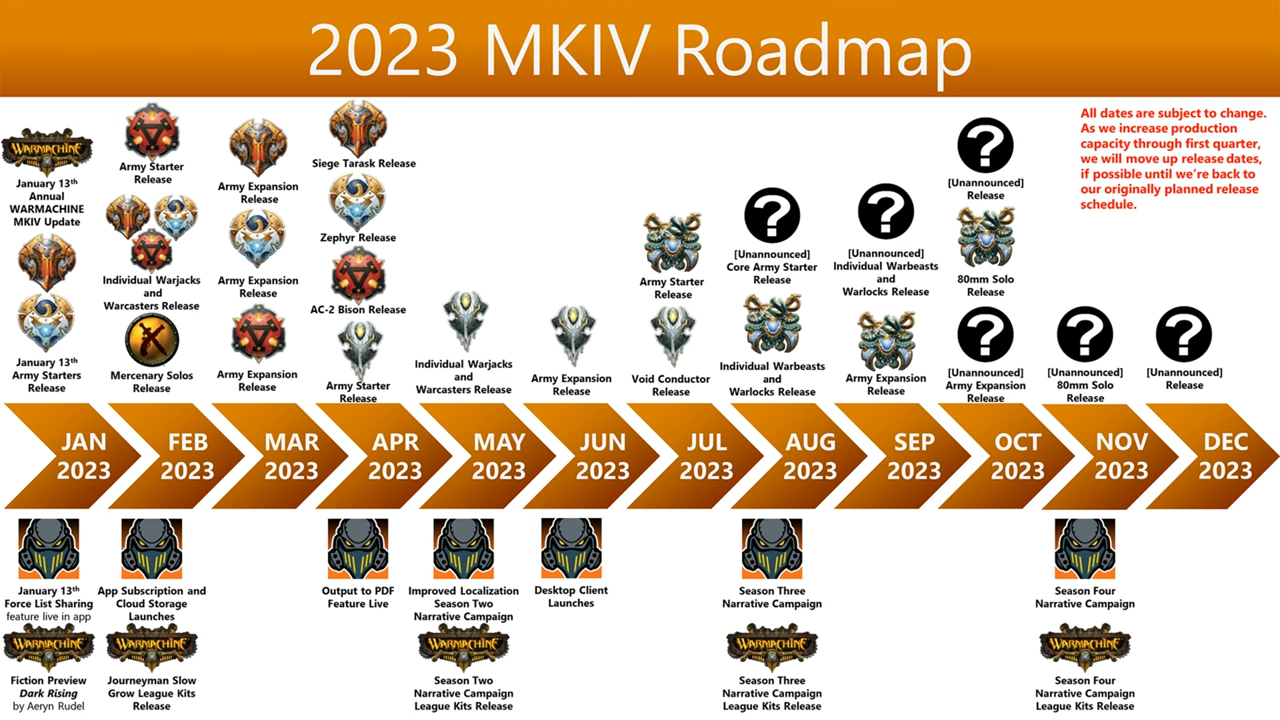 2023 MKIV Roadmap
All dates are subject to change.
As we increase production
capacity through first quarter,
we will move up release dates,
if possible until we're back to
our originally planned release
schedule.
WARMACHINE
January 13th
Annual
WARMACHINE
MKIV Update
January 13th
Army Starters
Release
Army Starter
Release
Individual Warjacks
and
Warcasters Release
Mercenary Solos
Release
Army Expansion
Release
Army Expansion
Release
Army Expansion
Release
Siege Tarask Release
Zephyr Release
AC-2 Bison Release
Army Starter
Release
Individual Warjacks
and
Warcasters Release
Army Expansion
Release
Army Starter
Release
Void Conductor
Release
?
[Unannounced]
Core Army Starter
Release
Individual Warbeasts
and
Warlocks Release
?
[Unannounced]
Individual Warbeasts
and
Warlocks Release
Army Expansion
Release
?
[Unannounced]
Release
80mm Solo
Release
?
[Unannounced]
Army Expansion
Release
?
[Unannounced]
80mm Solo
Release
?
[Unannounced]
Release
JAN
2023
FEB
2023
MAR
2023
APR
2023
MAY
2023
JUN
2023
JUL
2023
AUG
2023
SEP
2023
OCT
2023
NOV
2023
DEC
2023
January 13th
Force List Sharing
feature live in app
WARMACHINE
Fiction Preview
Dark Rising
by Aeryn Rudel
App Subscription and
Cloud Storage
Launches
WARMACHINE
Journeyman Slow
Grow League Kits
Release
Output to PDF
Feature Live
Improved Localization
Season Two
Narrative Campaign
WARMACHINE
Season Two
Narrative Campaign
League Kits Release
Desktop Client
Launches
Season Three
Narrative Campaign
WARMACHINE
Season Three
Narrative Campaign
League Kits Release
Season Four
Narrative Campaign
WARMACHINE
Season Four
Narrative Campaign
League Kits Release